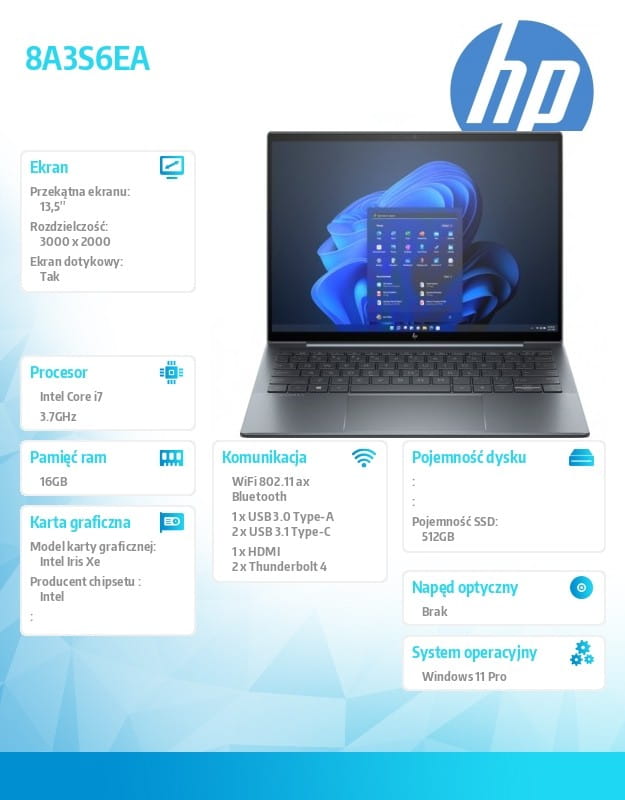 8A3S6EA
hp
Ekran
Przekątna ekranu:
13,5"
Rozdzielczość:
3000 x 2000
Ekran dotykowy:
Tak
Procesor
Intel Core i7
3.7GHz
Pamięć ram
16GB
Karta graficzna
Model karty graficznej:
Intel Iris Xe
Producent chipsetu :
Intel
:
Komunikacja
WiFi 802.11 ax
Bluetooth
1 x USB 3.0 Type-A
2 x USB 3.1 Type-C
1 x HDMI
2 x Thunderbolt 4
Pojemność dysku
:
:
Pojemność SSD:
512GB
Napęd optyczny
Brak
System operacyjny
Windows 11 Pro